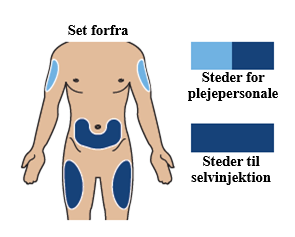 Set forfra
Steder for
plejepersonale
Steder til
selvinjektion